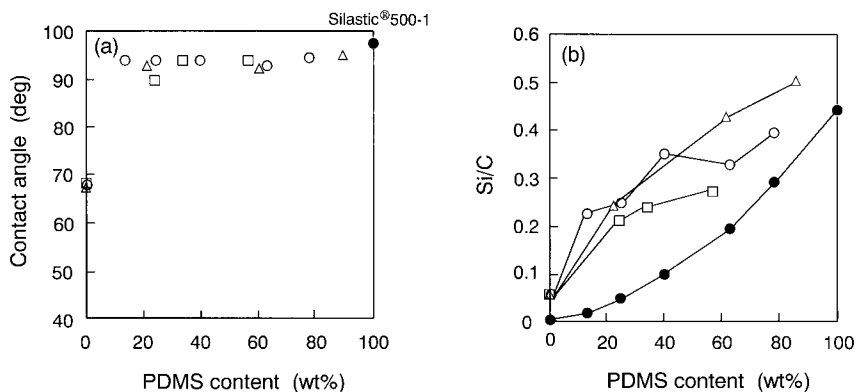 Silastic®500-1
(a)
100
90
80
70
60
50
40
Contact angle (deg)
0 20 40 60 80 100
PDMS content (wt%)
(b)
0.6
0.5
0.4
0.3
0.2
0.1
0
Si/C
0 20 40 60 80 100
PDMS content (wt%)